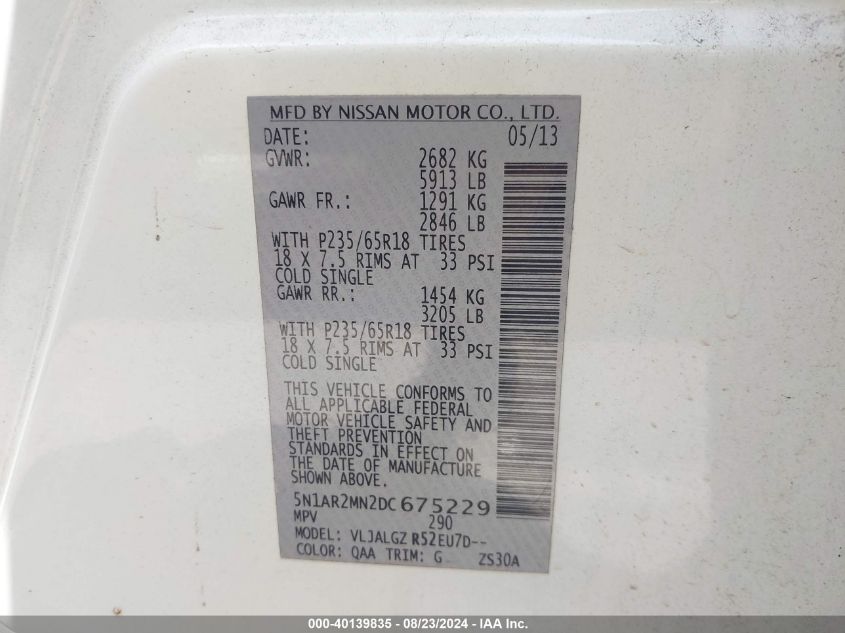 MFD BY NISSAN MOTOR CO., LTD.
DATE: 05/13
GVWR: 2682 KG
5913 LB
GAWR FR.: 1291 KG
2846 LB
WITH P235/65R18 TIRES
18 X 7.5 RIMS AT 33 PSI
COLD SINGLE
GAWR RR.: 1454 KG
3205 LB
WITH P235/65R18 TIRES
18 X 7.5 RIMS AT 33 PSI
COLD SINGLE
THIS VEHICLE CONFORMS TO
ALL APPLICABLE FEDERAL
MOTOR VEHICLE SAFETY AND
THEFT PREVENTION
STANDARDS IN EFFECT ON
THE DATE OF MANUFACTURE
SHOWN ABOVE.
5N1AR2MN2DC675229
MPV 290
MODEL: VLJALGZ R52EU7D--
COLOR: QAA TRIM: G ZS30A
000-40139835 - 08/23/2024 - IAA Inc.